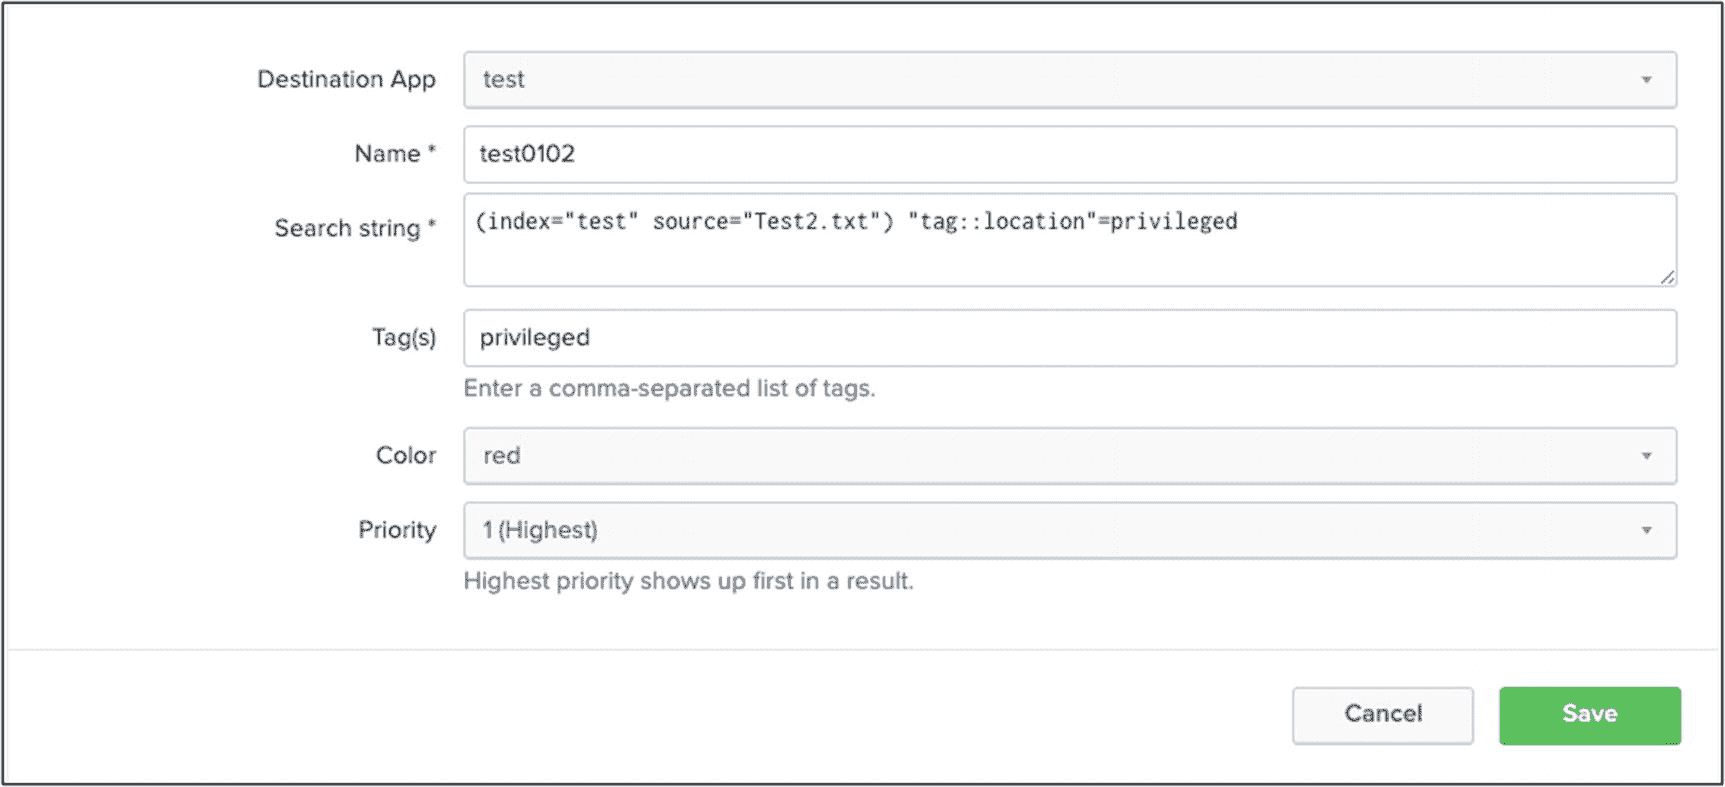 Destination App test
Name * test0102
Search string * (index="test" source="Test2.txt") "tag::location"=privileged
Tag(s) privileged
Enter a comma-separated list of tags.
Color red
Priority 1 (Highest)
Highest priority shows up first in a result.
Cancel Save